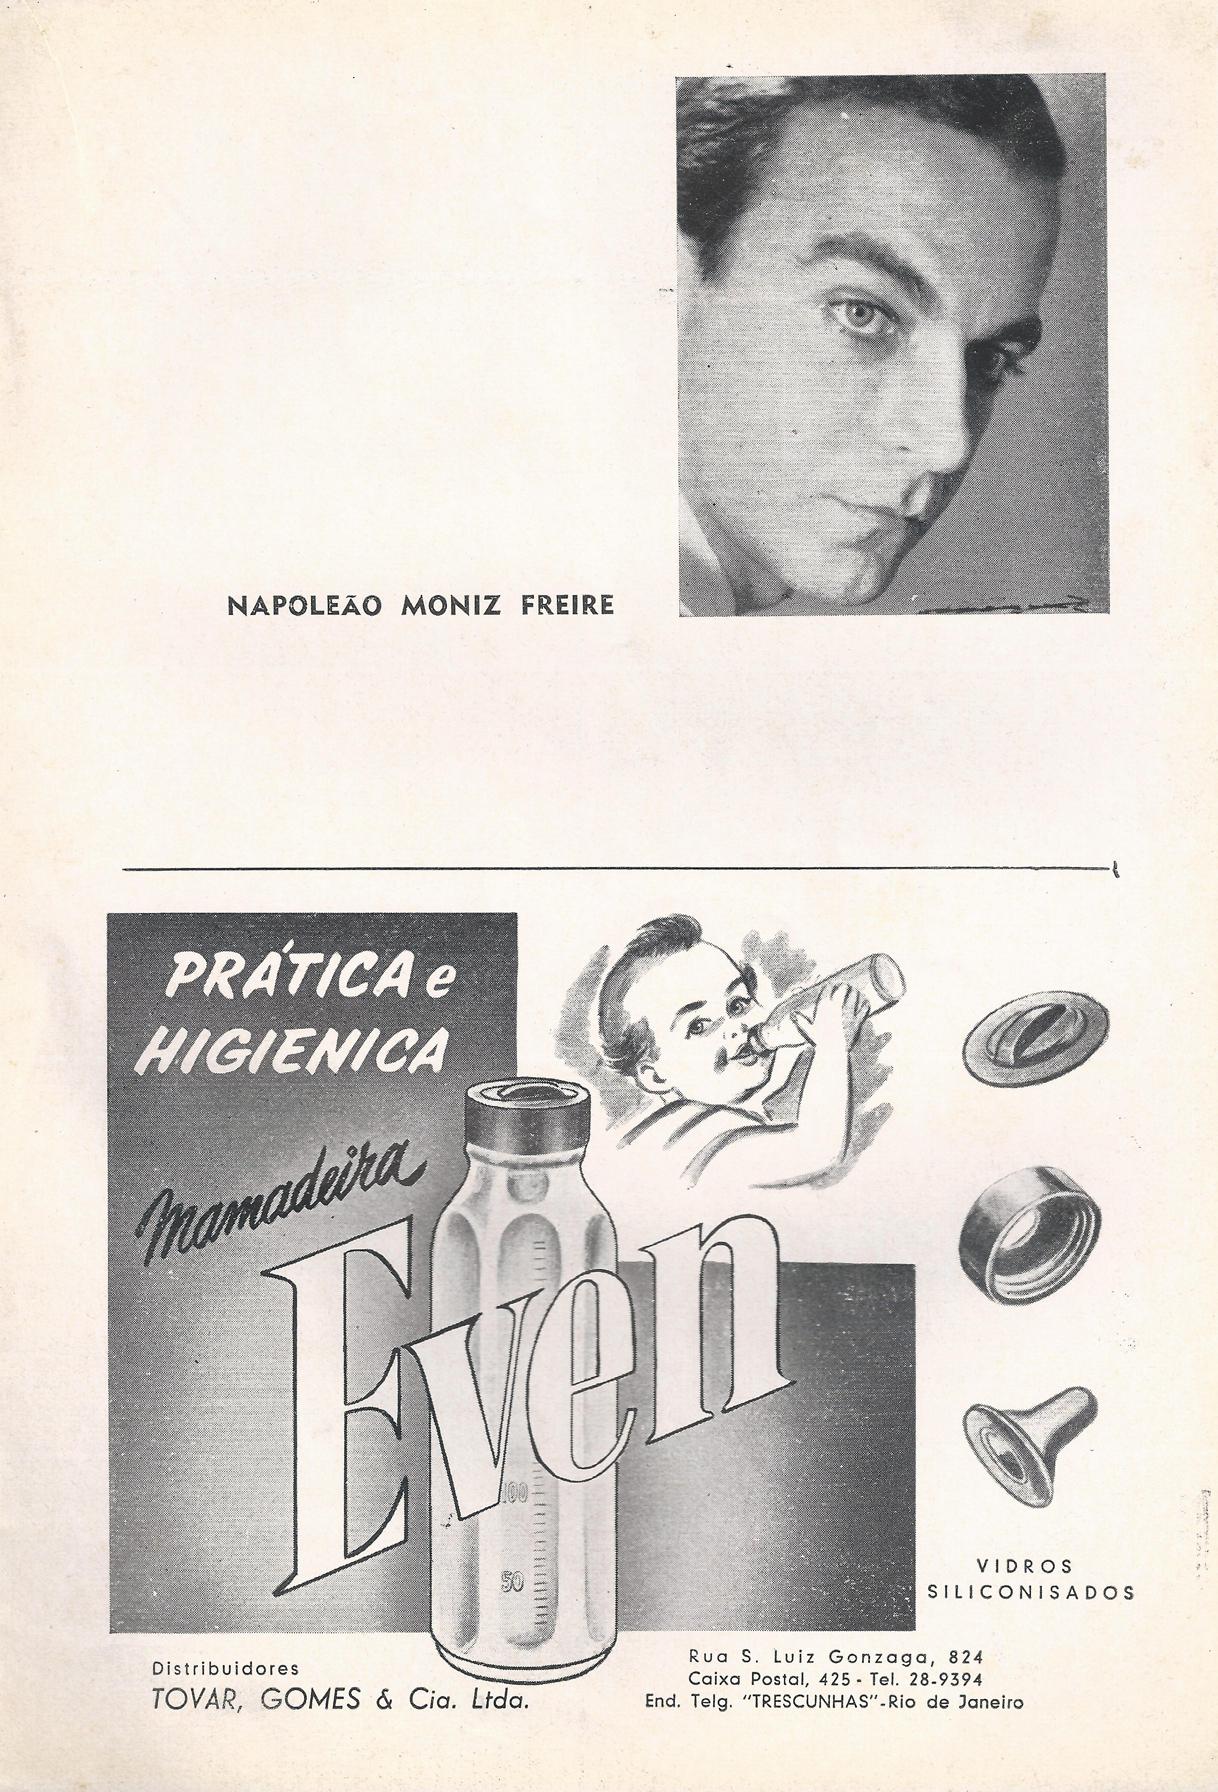 NAPOLEÃO MONIZ FREIRE
PRÁTICA e
HIGIENICA
Mamadeira
Even
100
50
VIDROS
SILICONISADOS
Distribuidores
TOVAR, GOMES & Cia. Ltda.
Rua S. Luiz Gonzaga, 824
Caixa Postal, 425 - Tel. 28-9394
End. Telg. "TRESCUNHAS"-Rio de Janeiro